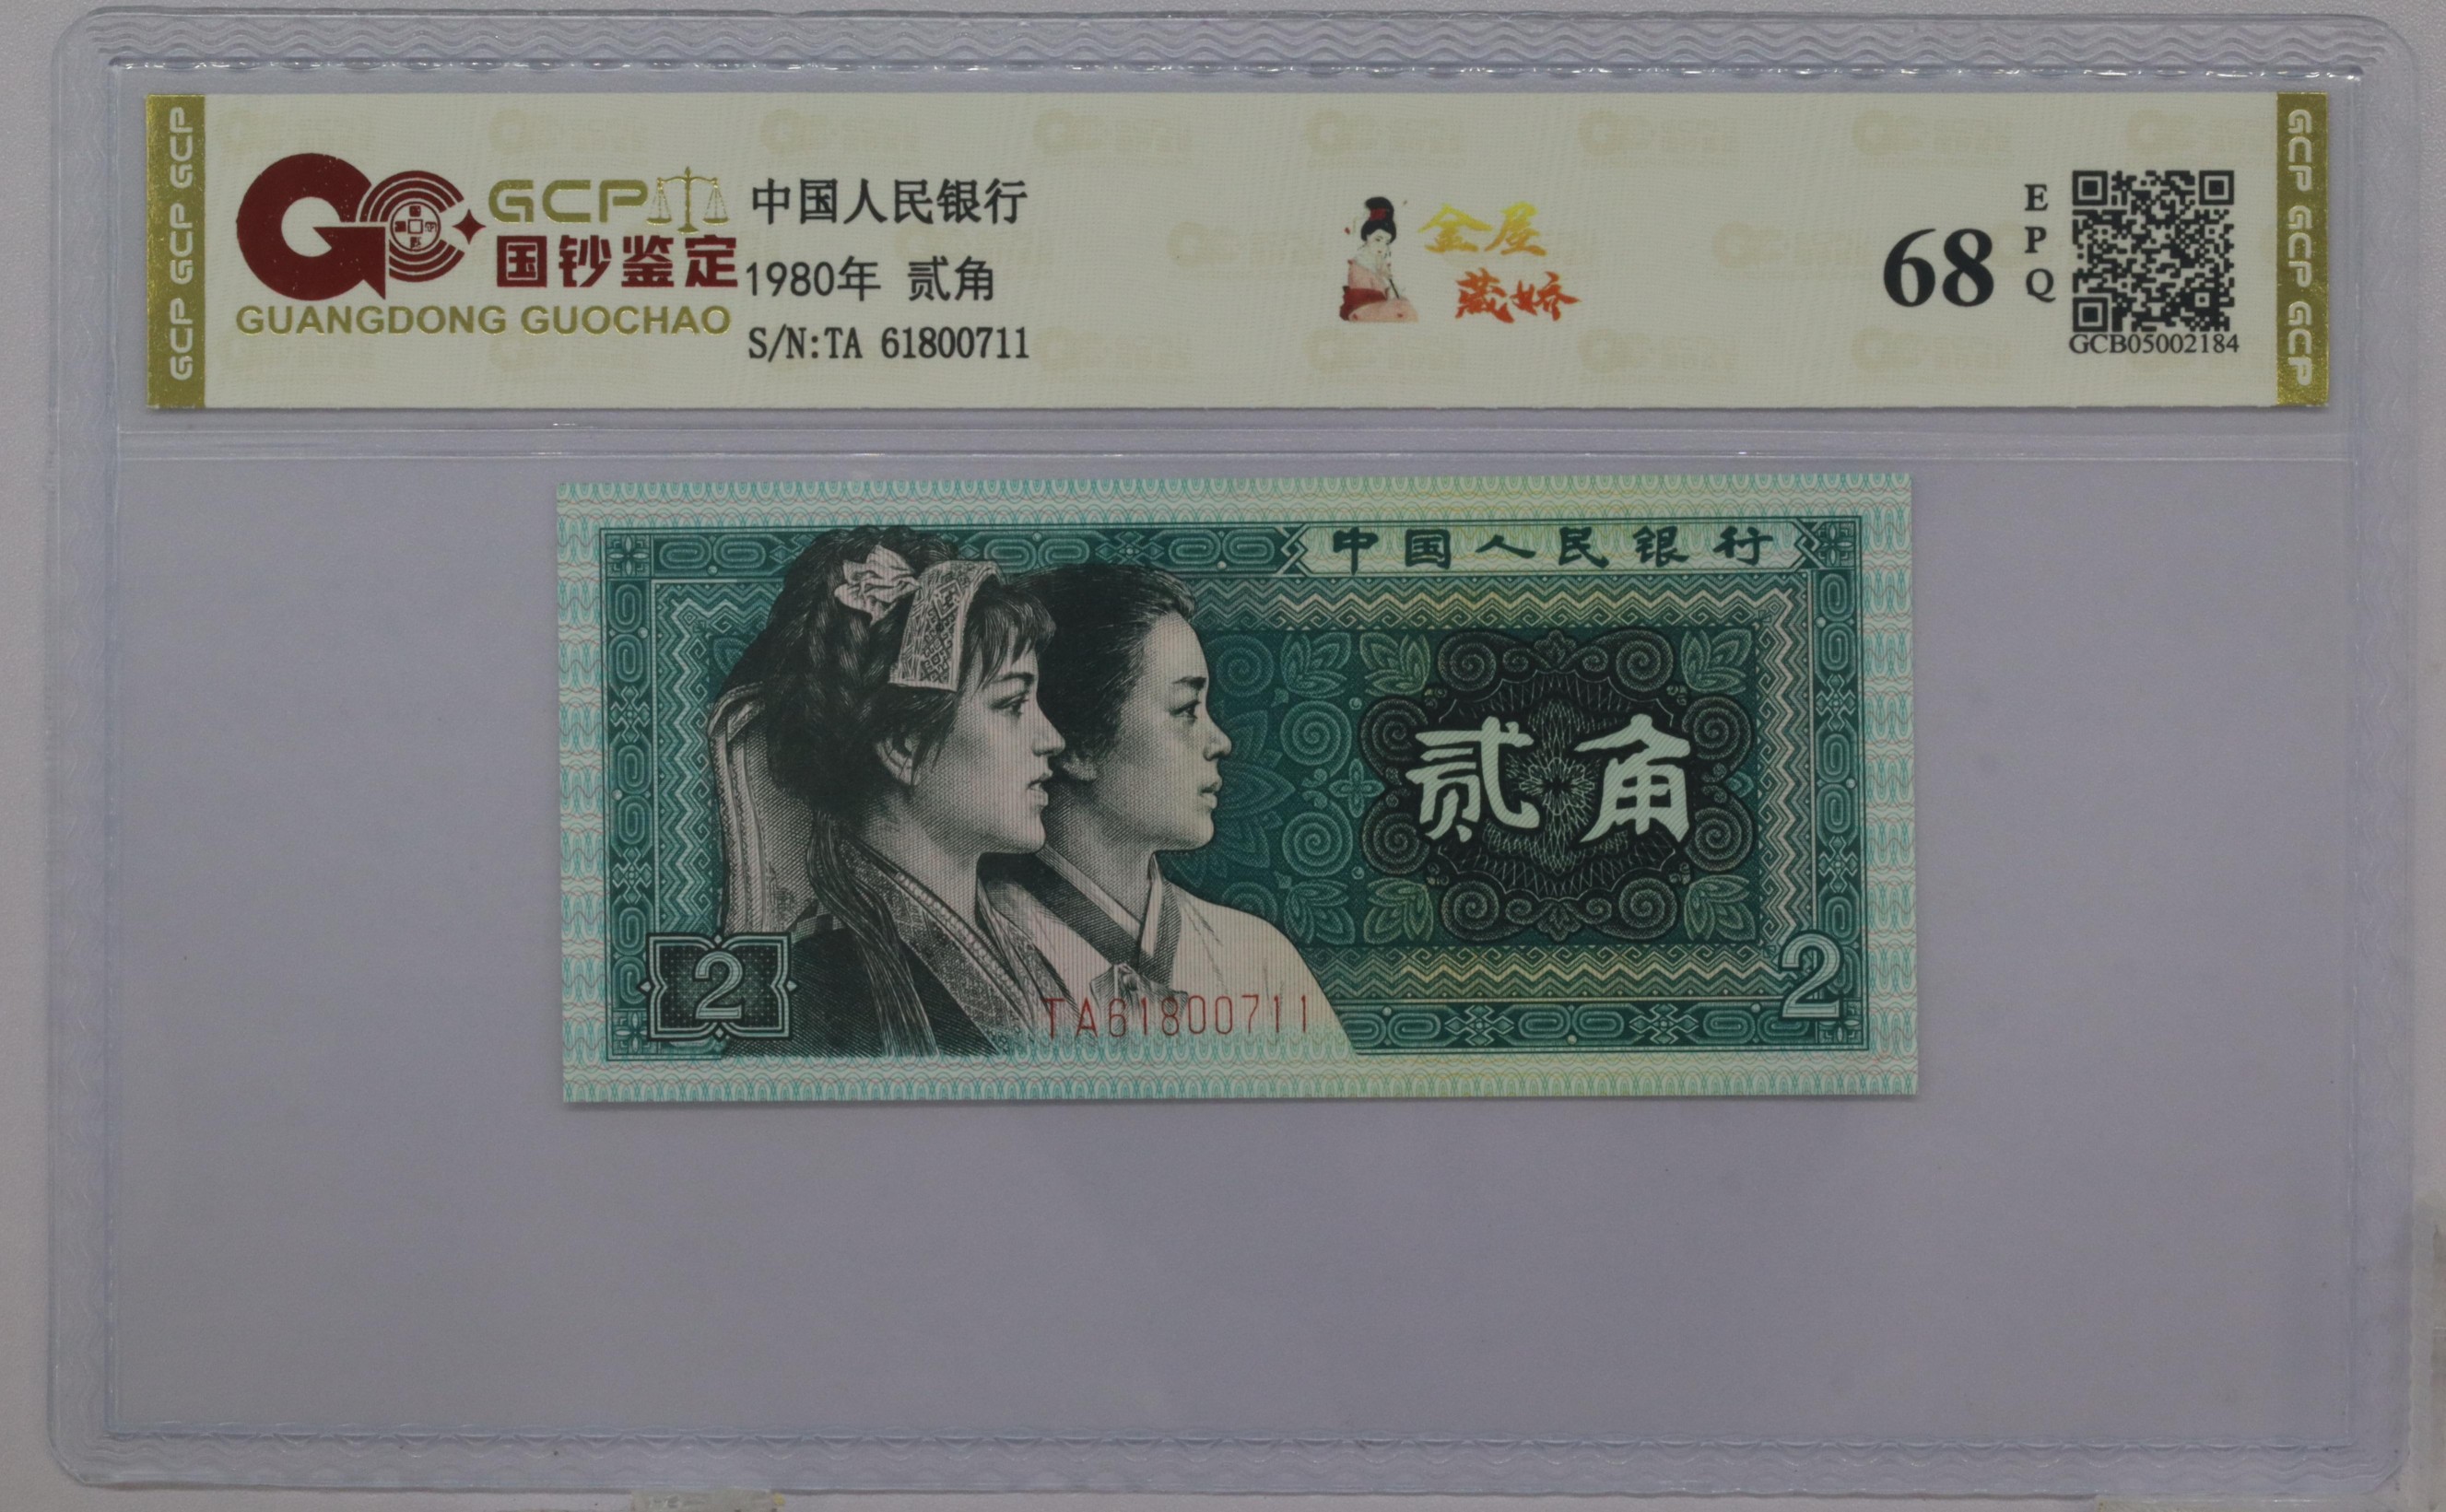 GCP GCP GCP
GCP
国钞鉴定
GUANGDONG GUOCHAO
中国人民银行
1980年 贰角
S/N:TA 61800711
金屋
藏娇
68
E
P
Q
GCB05002184
GCP GCP GCP
中国人民银行
贰角
2
TA61800711
2